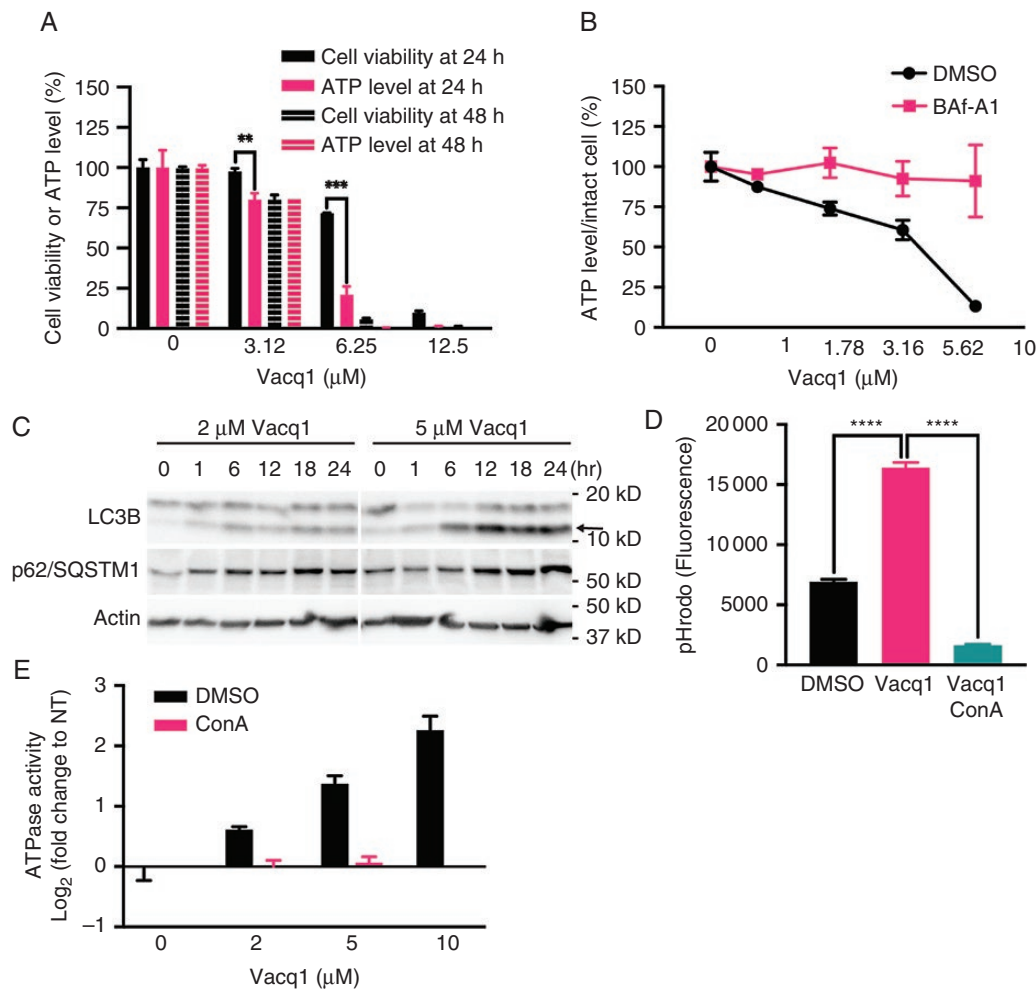 A
Cell viability at 24 h
ATP level at 24 h
Cell viability at 48 h
ATP level at 48 h
Cell viability or ATP level (%)
150
125
100
75
50
25
0
**
***
0 3.12 6.25 12.5
Vacq1 (μM)
B
DMSO
BAf-A1
ATP level/intact cell (%)
150
125
100
75
50
25
0
0 1 1.78 3.16 5.62 10
Vacq1 (μM)
C
2 μM Vacq1 5 μM Vacq1
0 1 6 12 18 24 0 1 6 12 18 24 (hr)
LC3B
- 20 kD
- 10 kD
p62/SQSTM1
- 50 kD
Actin
- 50 kD
- 37 kD
D
pHrodo (Fluorescence)
20 000
15 000
10 000
5000
0
**** ****
DMSO Vacq1 Vacq1
ConA
E
DMSO
ConA
ATPase activity
Log2 (fold change to NT)
3
2
1
0
–1
0 2 5 10
Vacq1 (μM)